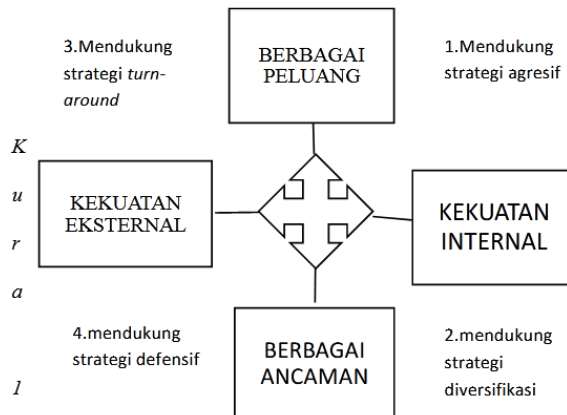 3.Mendukung
strategi turn-
around
BERBAGAI
PELUANG
1.Mendukung
strategi agresif
K
u
r
a
l
KEKUATAN
EKSTERNAL
KEKUATAN
INTERNAL
4.mendukung
strategi defensif
BERBAGAI
ANCAMAN
2.mendukung
strategi
diversifikasi